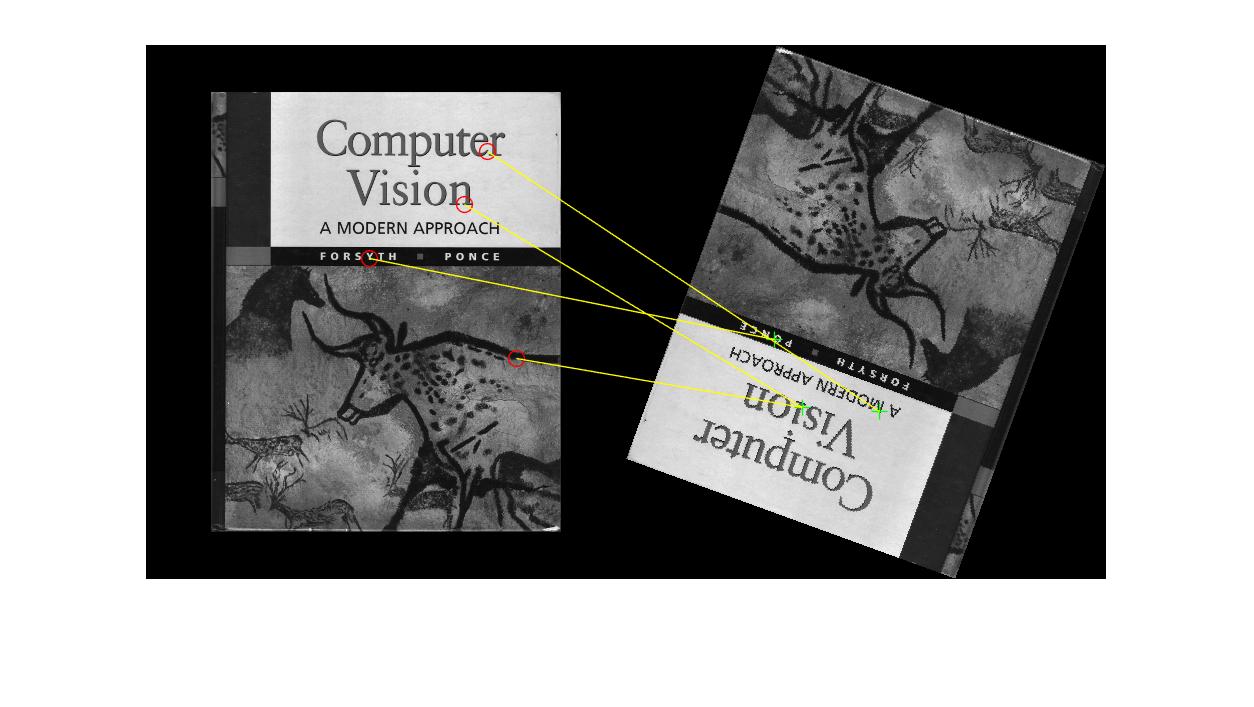 Computer
Vision
A MODERN APPROACH
FORSYTH ■ PONCE
FORSYTH ■ PONCE
A MODERN APPROACH
Vision
Computer